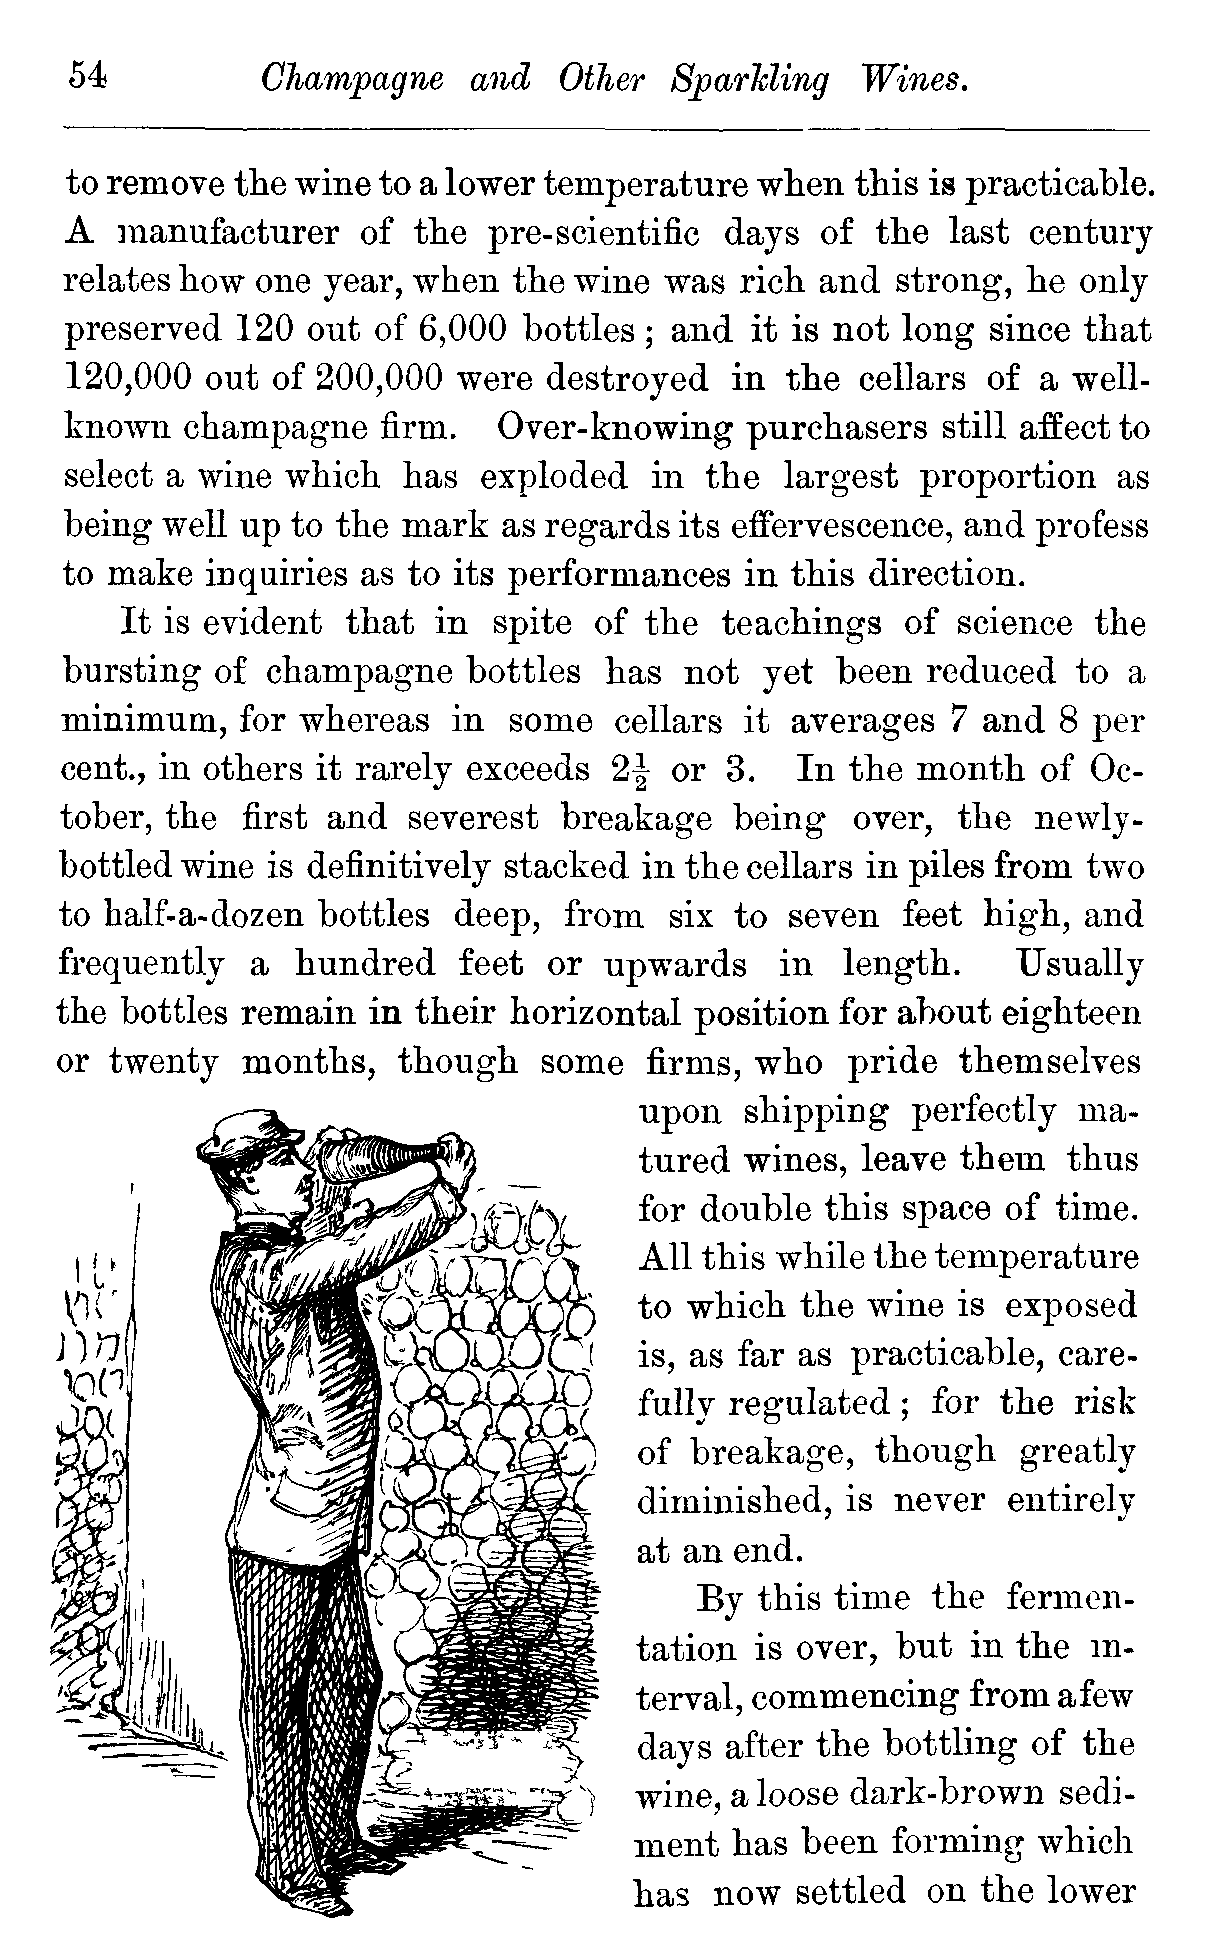 54 Champagne and Other Sparkling Wines.
to remove the wine to a lower temperature when this is practicable.
A manufacturer of the pre-scientific days of the last century
relates how one year, when the wine was rich and strong, he only
preserved 120 out of 6,000 bottles; and it is not long since that
120,000 out of 200,000 were destroyed in the cellars of a well-
known champagne firm. Over-knowing purchasers still affect to
select a wine which has exploded in the largest proportion as
being well up to the mark as regards its effervescence, and profess
to make inquiries as to its performances in this direction.
It is evident that in spite of the teachings of science the
bursting of champagne bottles has not yet been reduced to a
minimum, for whereas in some cellars it averages 7 and 8 per
cent., in others it rarely exceeds 2½ or 3. In the month of Oc-
tober, the first and severest breakage being over, the newly-
bottled wine is definitively stacked in the cellars in piles from two
to half-a-dozen bottles deep, from six to seven feet high, and
frequently a hundred feet or upwards in length. Usually
the bottles remain in their horizontal position for about eighteen
or twenty months, though some firms, who pride themselves
upon shipping perfectly ma-
tured wines, leave them thus
for double this space of time.
All this while the temperature
to which the wine is exposed
is, as far as practicable, care-
fully regulated; for the risk
of breakage, though greatly
diminished, is never entirely
at an end.
By this time the fermen-
tation is over, but in the in-
terval, commencing from a few
days after the bottling of the
wine, a loose dark-brown sedi-
ment has been forming which
has now settled on the lower